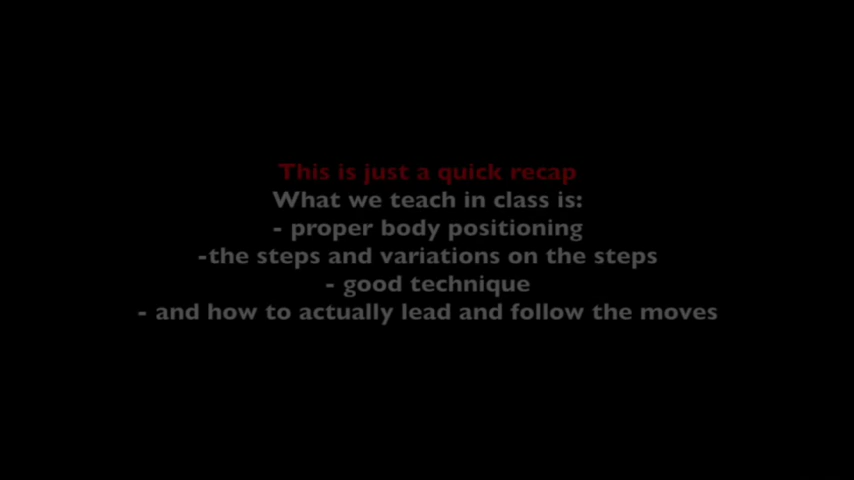 This is just a quick recap
What we teach in class is:
- proper body positioning
-the steps and variations on the steps
- good technique
- and how to actually lead and follow the moves